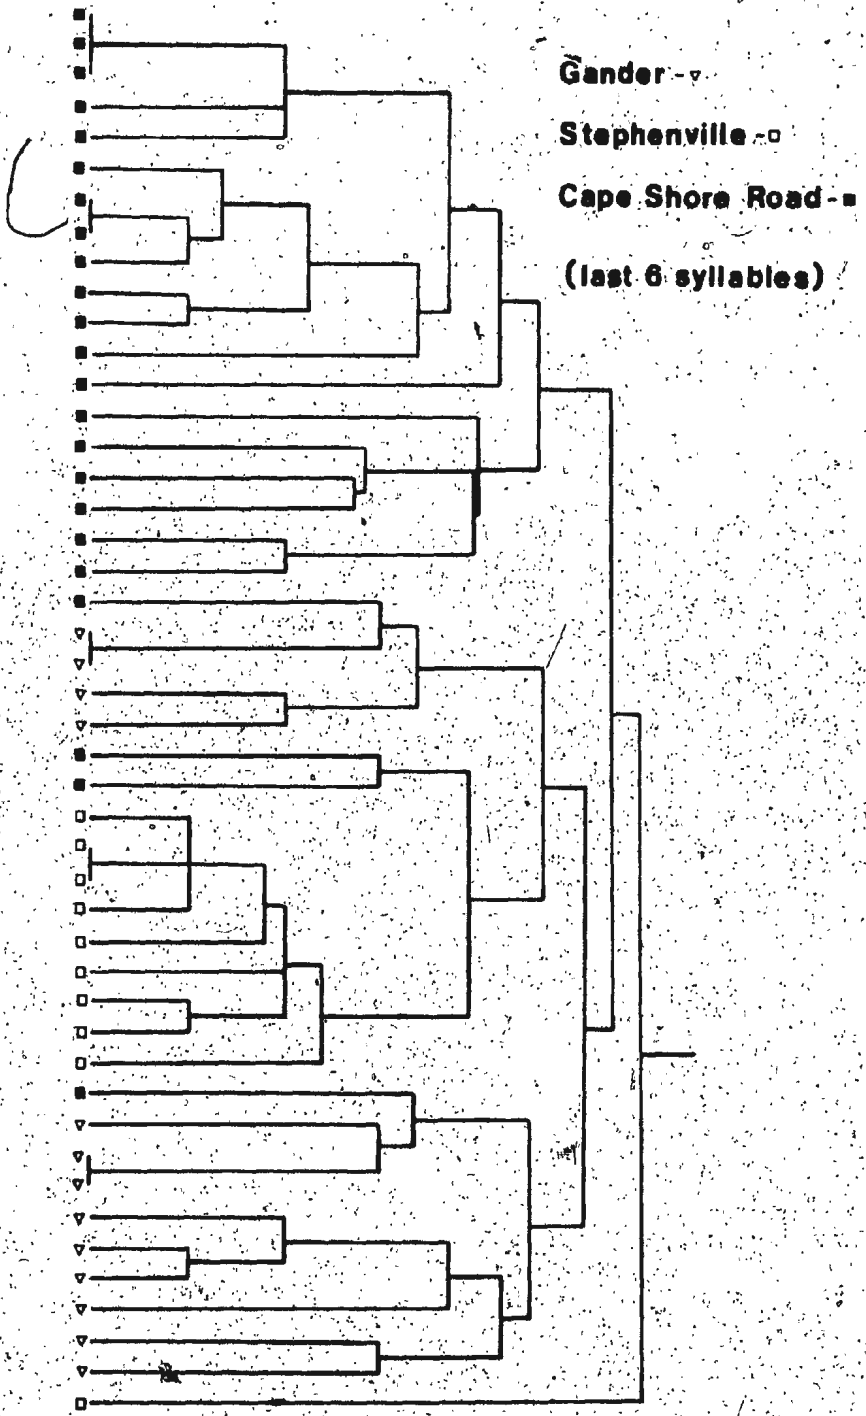 Gander - ▿
Stephenville - □
Cape Shore Road - ■
(last 6 syllables)